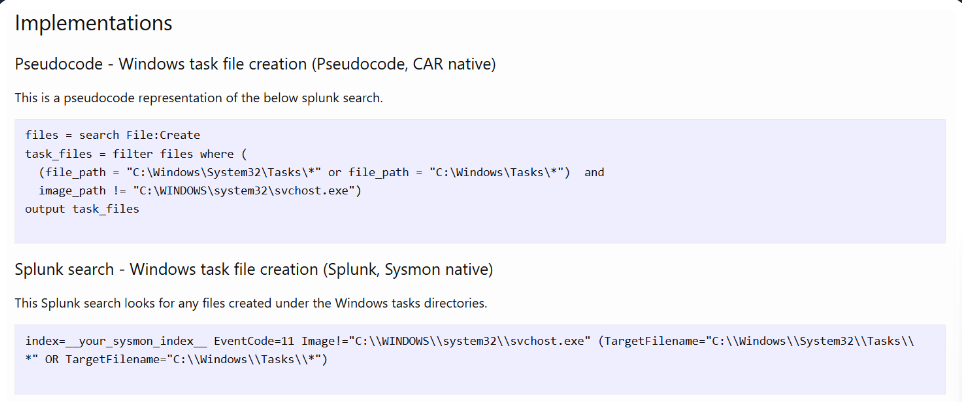 Implementations
Pseudocode - Windows task file creation (Pseudocode, CAR native)
This is a pseudocode representation of the below splunk search.
files = search File:Create
task_files = filter files where (
  (file_path = "C:\Windows\System32\Tasks\*" or file_path = "C:\Windows\Tasks\*")  and
  image_path != "C:\WINDOWS\system32\svchost.exe")
output task_files
Splunk search - Windows task file creation (Splunk, Sysmon native)
This Splunk search looks for any files created under the Windows tasks directories.
index=__your_sysmon_index__ EventCode=11 Image!="C:\\WINDOWS\\system32\\svchost.exe" (TargetFilename="C:\\Windows\\System32\\Tasks\\
*" OR TargetFilename="C:\\Windows\\Tasks\\*")